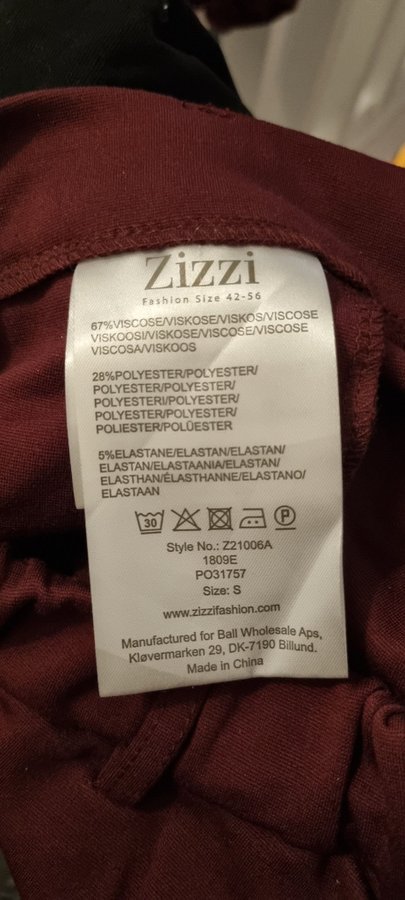 Zizzi
Fashion Size 42-56
67%VISCOSE/VISKOSE/VISKOS/VISCOSE
VISKOOSI/VISKOSE/VISCOSE/VISCOSE
VISCOSA/VISKOOS
28%POLYESTER/POLYESTER/
POLYESTER/POLYESTER/
POLYESTERI/POLYESTER/
POLYESTER/POLYESTER/
POLIESTER/POLÜESTER
5%ELASTANE/ELASTAN/ELASTAN/
ELASTAN/ELASTAANIA/ELASTAN/
ELASTHAN/ÉLASTHANNE/ELASTANO/
ELASTAAN
30 P
Style No.: Z21006A
1809E
PO31757
Size: S
www.zizzifashion.com
Manufactured for Ball Wholesale Aps,
Kløvermarken 29, DK-7190 Billund.
Made in China